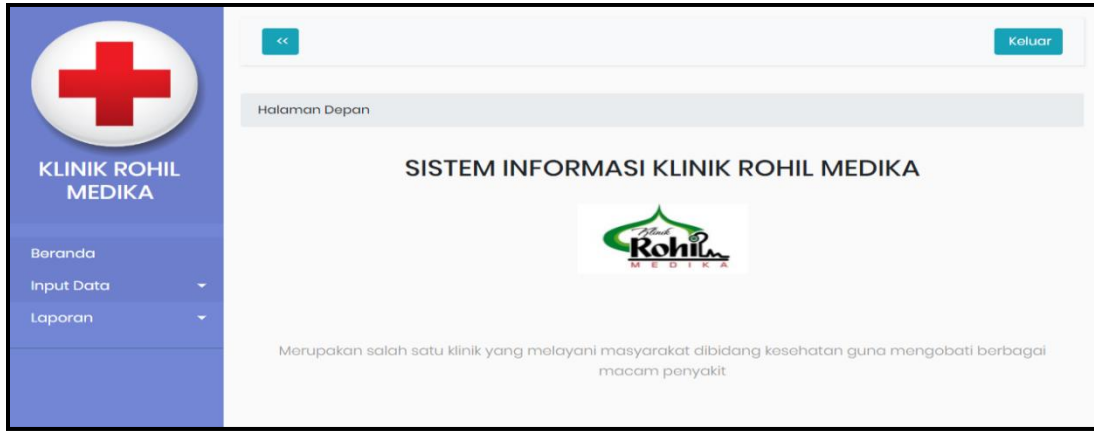 KLINIK ROHIL
MEDIKA
Beranda
Input Data
Laporan
<<
Keluar
Halaman Depan
SISTEM INFORMASI KLINIK ROHIL MEDIKA
Klinik
Rohil
MEDIKA
Merupakan salah satu klinik yang melayani masyarakat dibidang kesehatan guna mengobati berbagai
macam penyakit